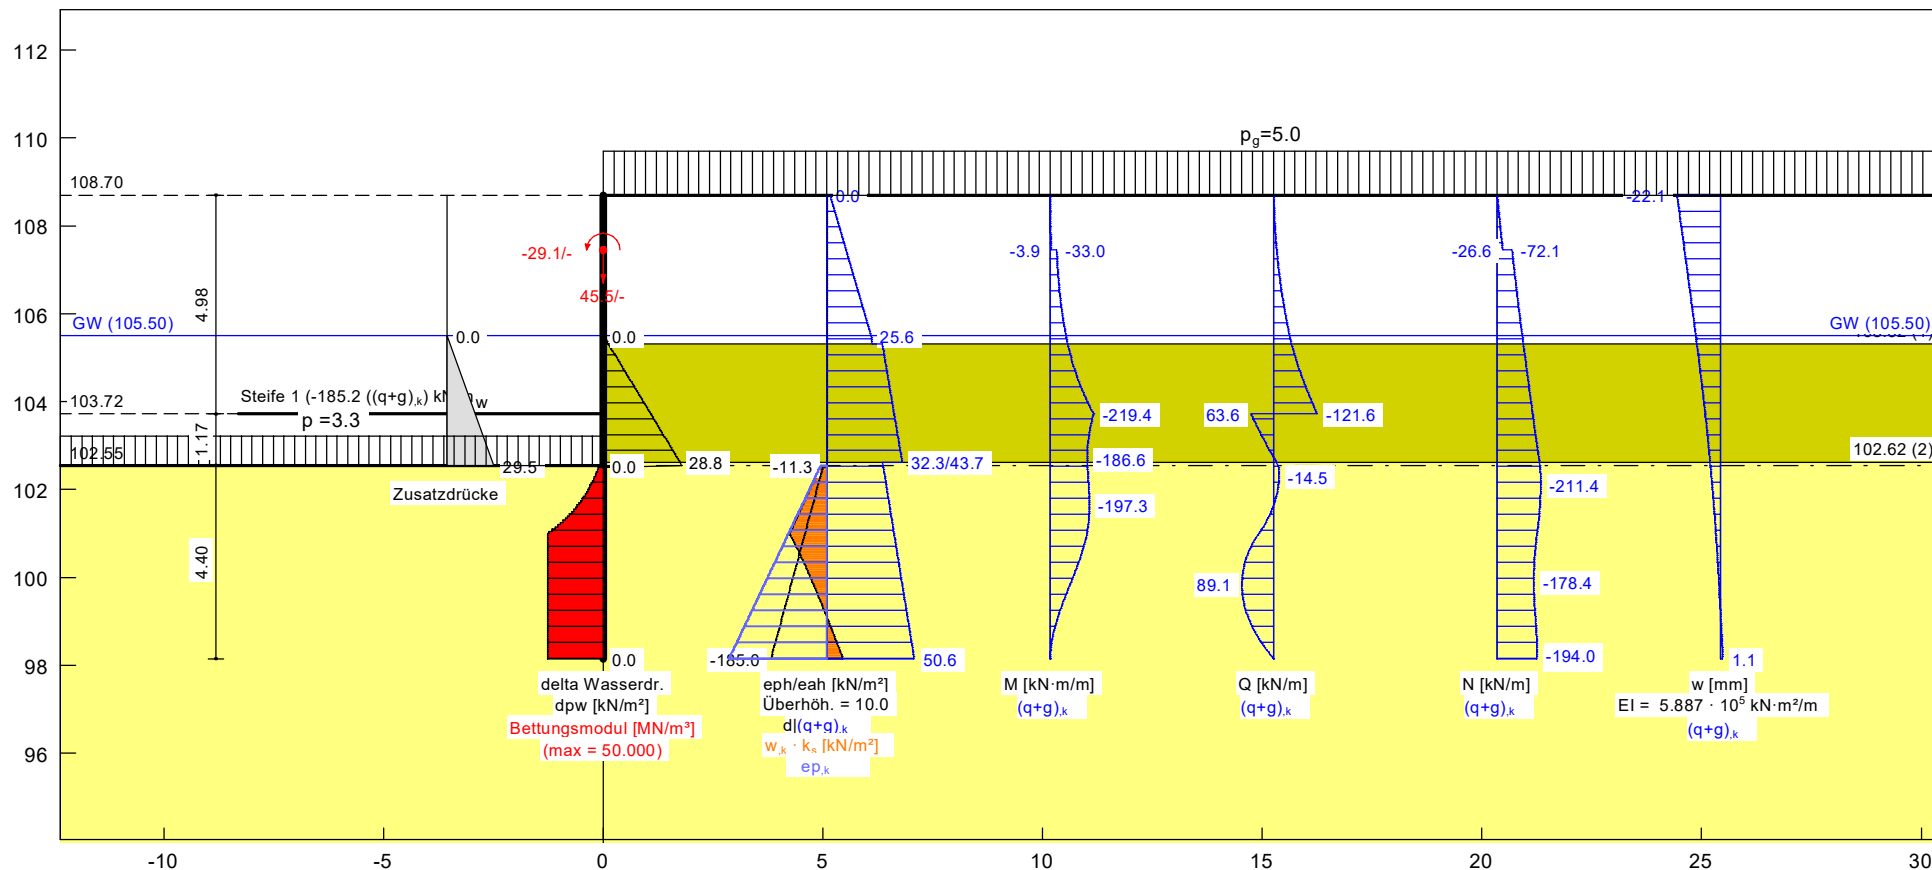 112
110
108
106
104
102
100
98
96
p_g=5.0
108.70
0.0
-22.1
-29.1/-
-3.9
-33.0
-26.6
-72.1
45.5/-
4.98
GW (105.50)
GW (105.50)
0.0
0.0
25.6
Steife 1 (-185.2 ((q+g),k) kN
w
103.72
p =3.3
-219.4
63.6
-121.6
1.17
102.55
29.5
0.0
28.8
-11.3
32.3/43.7
-186.6
-14.5
102.62 (2)
Zusatzdrücke
-197.3
-211.4
4.40
89.1
-178.4
0.0
-185.0
50.6
-194.0
1.1
delta Wasserdr.
dpw [kN/m²]
Bettungsmodul [MN/m³]
(max = 50.000)
eph/eah [kN/m²]
Überhöh. = 10.0
d|(q+g),k
w,k · ks [kN/m²]
ep,k
M [kN·m/m]
(q+g),k
Q [kN/m]
(q+g),k
N [kN/m]
(q+g),k
w [mm]
EI = 5.887 · 10⁵ kN·m²/m
(q+g),k
-10
-5
0
5
10
15
20
25
30